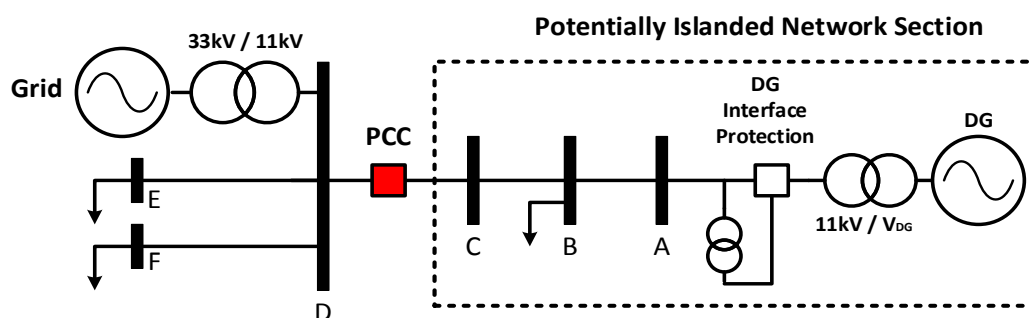 Potentially Islanded Network Section
33kV / 11kV
Grid
PCC
DG
Interface
Protection
DG
E
F
D
C
B
A
11kV / VDG